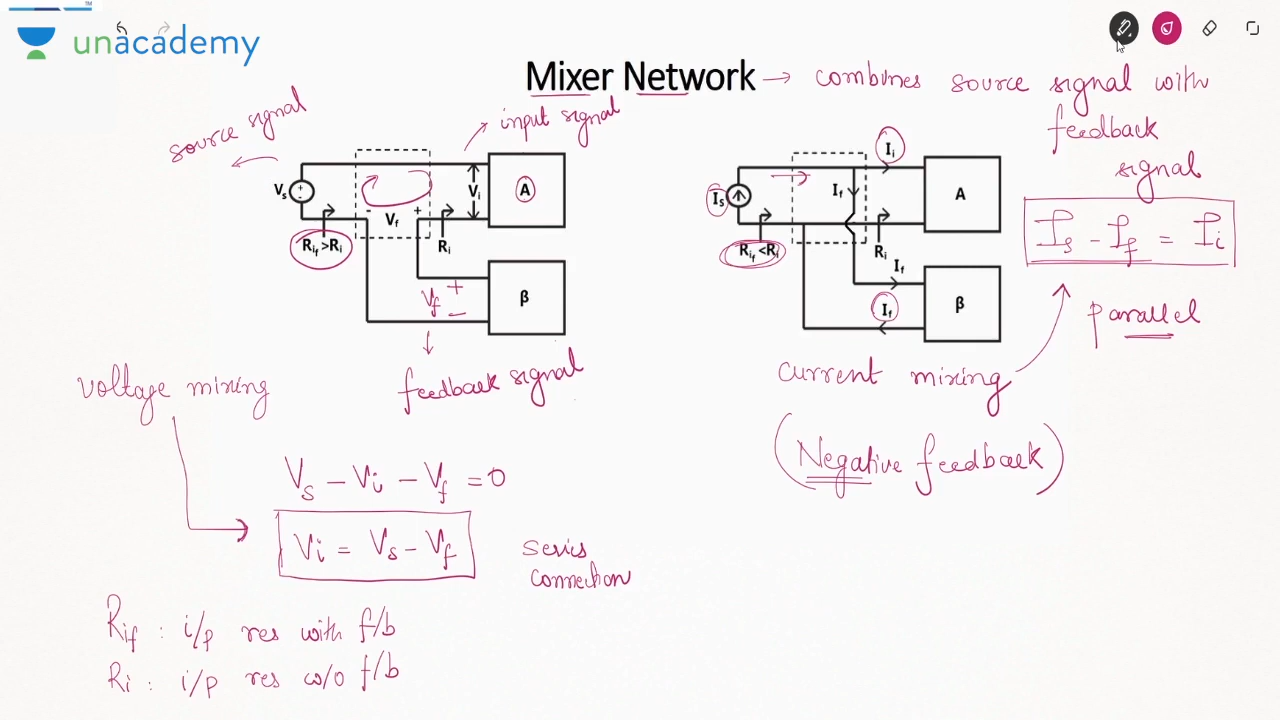 TM
unacademy
Mixer Network → combines source signal with
feedback
signal
source signal
input signal
Vs
- Vf +
Vi
A
Rif >Ri
Ri
Vf + -
β
feedback signal
voltage mixing
Vs - Vi - Vf = 0
Vi = Vs - Vf
series
connection
Rif : i/p res with f/b
Ri : i/p res w/o f/b
Is
If
Ii
A
Rif <Ri
Ri
If
If
β
Is - If = Ii
parallel
current mixing
(Negative feedback)